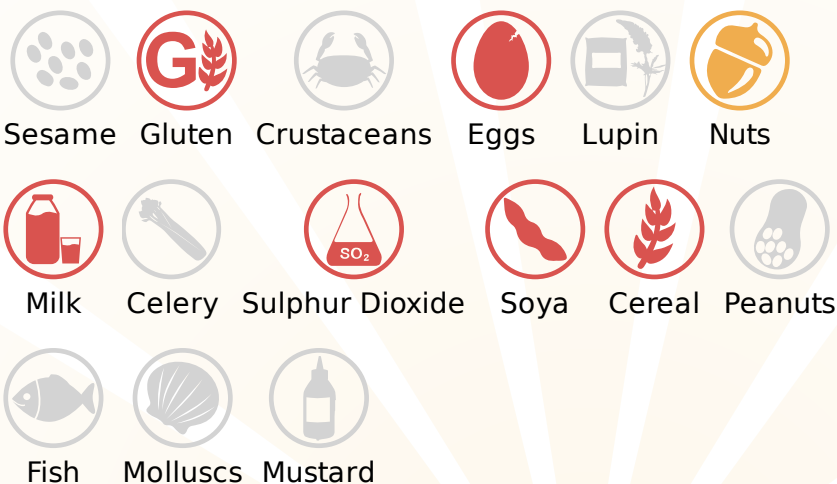 G
Sesame Gluten Crustaceans Eggs Lupin Nuts
SO₂
Milk Celery Sulphur Dioxide Soya Cereal Peanuts
Fish Molluscs Mustard